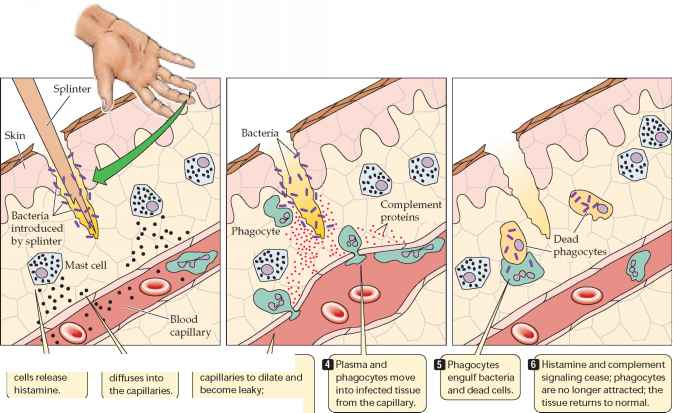 Splinter
Skin
Bacteria
introduced
by splinter
Mast cell
Blood
capillary
Bacteria
Phagocyte
Complement
proteins
Dead
phagocytes
cells release
histamine.
diffuses into
the capillaries.
capillaries to dilate and
become leaky;
4 Plasma and
phagocytes move
into infected tissue
from the capillary.
5 Phagocytes
engulf bacteria
and dead cells.
6 Histamine and complement
signaling cease; phagocytes
are no longer attracted; the
tissue returns to normal.